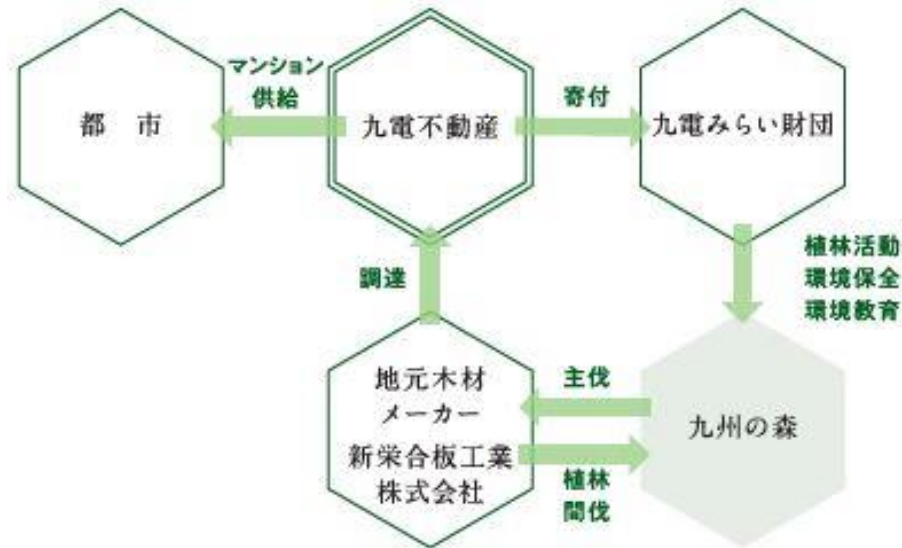 都 市
マンション
供給
九電不動産
寄付
九電みらい財団
調達
植林活動
環境保全
環境教育
地元木材
メーカー
新栄合板工業
株式会社
主伐
植林
間伐
九州の森